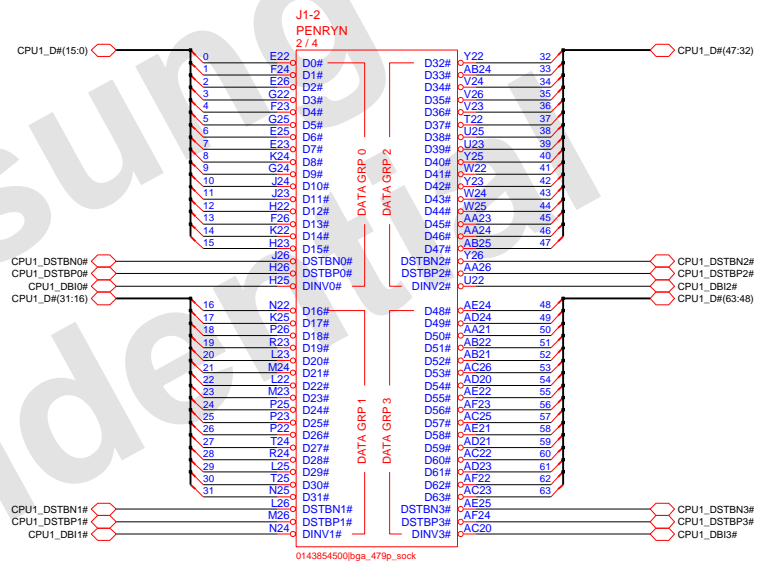 J1-2
PENRYN
2 / 4
CPU1_D#(15:0) CPU1_D#(47:32)
0 E22 D0# D32# Y22 32
1 F24 D1# D33# AB24 33
2 E26 D2# D34# V24 34
3 G22 D3# D35# V26 35
4 F23 D4# D36# V23 36
5 G25 D5# D37# T22 37
6 E25 D6# D38# U25 38
7 E23 D7# D39# U23 39
8 K24 D8# D40# Y25 40
9 G24 D9# D41# W22 41
10 J24 D10# D42# Y23 42
11 J23 D11# D43# W24 43
12 H22 D12# D44# W25 44
13 F26 D13# D45# AA23 45
14 K22 D14# D46# AA24 46
15 H23 D15# D47# AB25 47
DATA GRP 0 DATA GRP 2
CPU1_DSTBN0# J26 DSTBN0# DSTBN2# Y26 CPU1_DSTBN2#
CPU1_DSTBP0# H26 DSTBP0# DSTBP2# AA26 CPU1_DSTBP2#
CPU1_DBI0# H25 DINV0# DINV2# U22 CPU1_DBI2#
CPU1_D#(31:16) CPU1_D#(63:48)
16 N22 D16# D48# AE24 48
17 K25 D17# D49# AD24 49
18 P26 D18# D50# AA21 50
19 R23 D19# D51# AB22 51
20 L23 D20# D52# AB21 52
21 M24 D21# D53# AC26 53
22 L22 D22# D54# AD20 54
23 M23 D23# D55# AE22 55
24 P25 D24# D56# AF23 56
25 P23 D25# D57# AC25 57
26 P22 D26# D58# AE21 58
27 T24 D27# D59# AD21 59
28 R24 D28# D60# AC22 60
29 L25 D29# D61# AD23 61
30 T25 D30# D62# AF22 62
31 N25 D31# D63# AC23 63
DATA GRP 1 DATA GRP 3
CPU1_DSTBN1# L26 DSTBN1# DSTBN3# AE25 CPU1_DSTBN3#
CPU1_DSTBP1# M26 DSTBP1# DSTBP3# AF24 CPU1_DSTBP3#
CPU1_DBI1# N24 DINV1# DINV3# AC20 CPU1_DBI3#
0143854500|bga_479p_sock
sung
idential